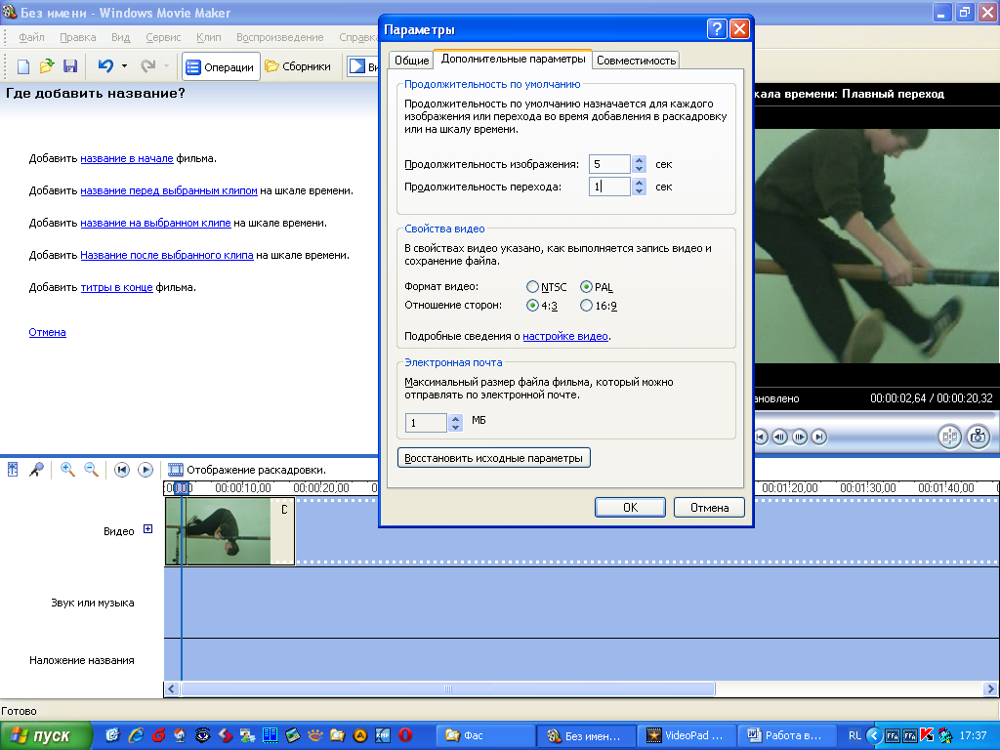 Без имени - Windows Movie Maker
Файл Правка Вид Сервис Клип Воспроизведение Справка
Операции Сборники
Где добавить название?
Добавить название в начале фильма.
Добавить название перед выбранным клипом на шкале времени.
Добавить название на выбранном клипе на шкале времени.
Добавить Название после выбранного клипа на шкале времени.
Добавить титры в конце фильма.
Отмена
Параметры
Общие Дополнительные параметры Совместимость
Продолжительность по умолчанию
Продолжительность по умолчанию назначается для каждого
изображения или перехода во время добавления в раскадровку
или на шкалу времени.
Продолжительность изображения: 5 сек
Продолжительность перехода: 1 сек
Свойства видео
В свойствах видео указано, как выполняется запись видео и
сохранение файла.
Формат видео: NTSC PAL
Отношение сторон: 4:3 16:9
Подробные сведения о настройке видео.
Электронная почта
Максимальный размер файла фильма, который можно
отправлять по электронной почте.
1 МБ
Восстановить исходные параметры
ОК Отмена
кала времени: Плавный переход
ановлено 00:00:02,64 / 00:00:20,32
Отображение раскадровки.
00:00:10,00 00:00:20,00 00:01:20,00 00:01:30,00 00:01:40,00
Видео
Звук или музыка
Наложение названия
Готово
пуск Фас Без имен... VideoPad ... Работа в... RL 17:37